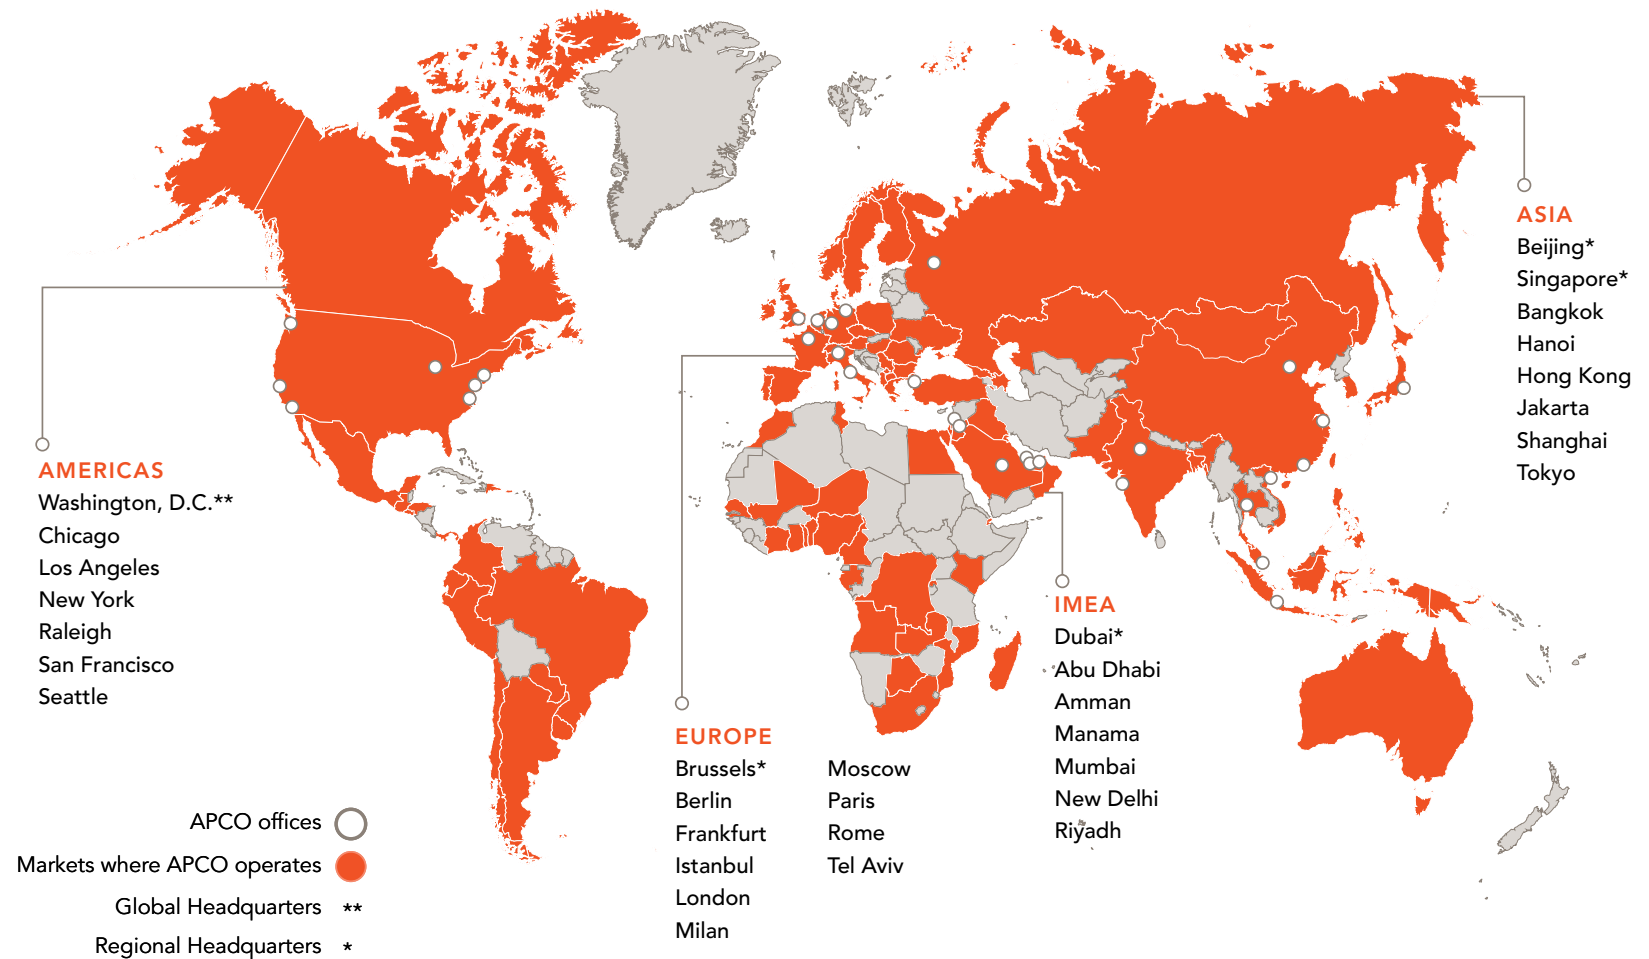 AMERICAS
Washington, D.C.**
Chicago
Los Angeles
New York
Raleigh
San Francisco
Seattle
EUROPE
Brussels*
Berlin
Frankfurt
Istanbul
London
Milan
Moscow
Paris
Rome
Tel Aviv
IMEA
Dubai*
Abu Dhabi
Amman
Manama
Mumbai
New Delhi
Riyadh
ASIA
Beijing*
Singapore*
Bangkok
Hanoi
Hong Kong
Jakarta
Shanghai
Tokyo
APCO offices
Markets where APCO operates
Global Headquarters **
Regional Headquarters *